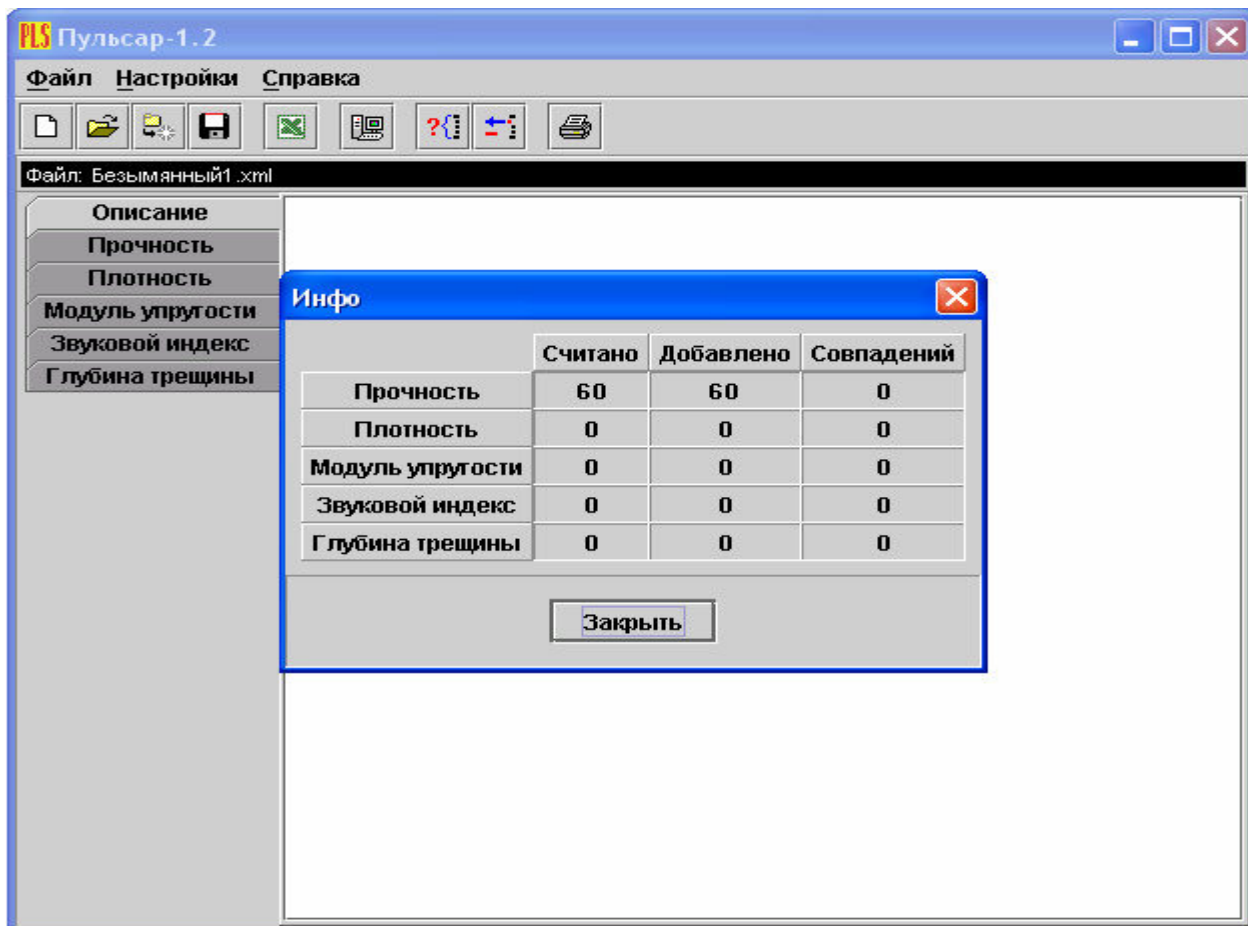 PLS Пульсар-1.2
Файл Настройки Справка
?{
Файл: Безымянный1.xml
Описание
Прочность
Плотность
Модуль упругости
Звуковой индекс
Глубина трещины
Инфо
Считано Добавлено Совпадений
Прочность 60 60 0
Плотность 0 0 0
Модуль упругости 0 0 0
Звуковой индекс 0 0 0
Глубина трещины 0 0 0
Закрыть